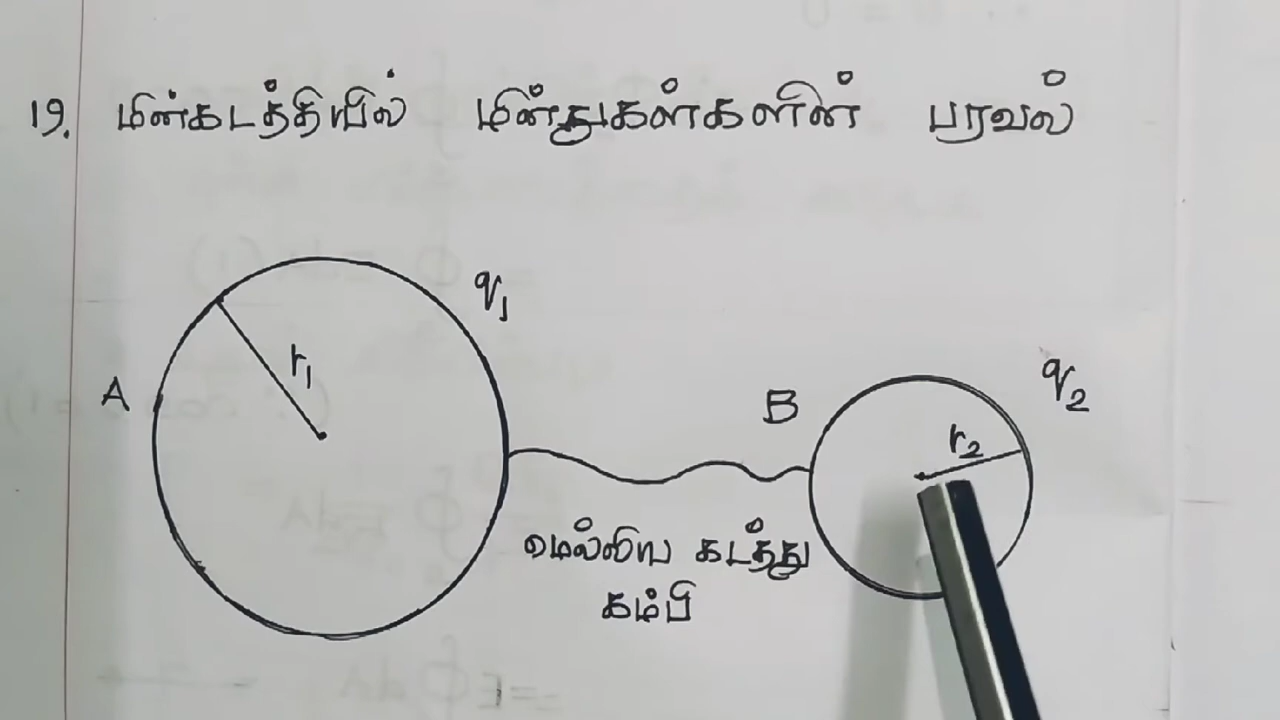 19. மின்கடத்தியில் மின்துகள்களின் பரவல்
q1
r1
A
q2
B
r2
மெல்லிய கடத்து
கம்பி